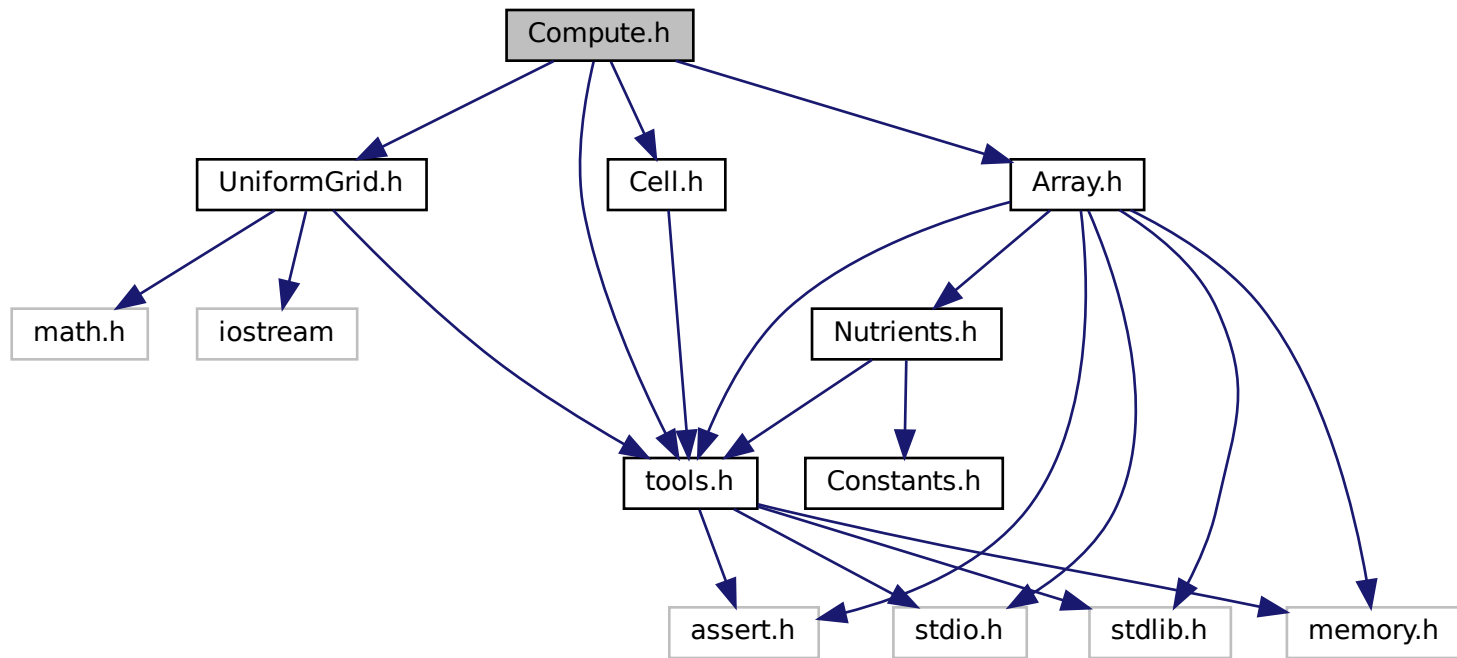 Compute.h
UniformGrid.h
Cell.h
Array.h
math.h
iostream
Nutrients.h
tools.h
Constants.h
assert.h
stdio.h
stdlib.h
memory.h